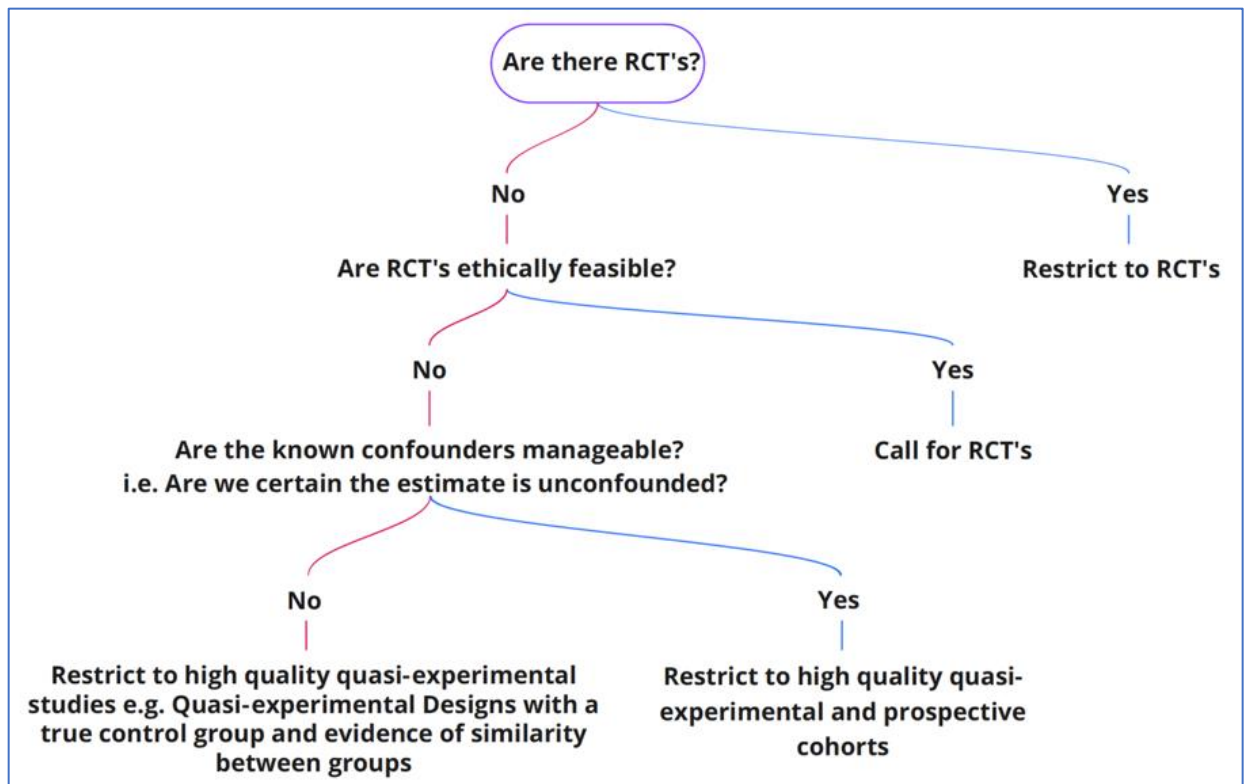 Are there RCT's?
No
Yes
Are RCT's ethically feasible?
Restrict to RCT's
No
Yes
Are the known confounders manageable?
i.e. Are we certain the estimate is unconfounded?
Call for RCT's
No
Yes
Restrict to high quality quasi-experimental
studies e.g. Quasi-experimental Designs with a
true control group and evidence of similarity
between groups
Restrict to high quality quasi-
experimental and prospective
cohorts